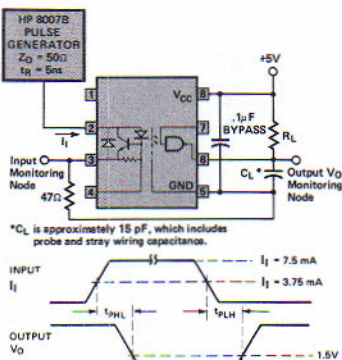 HP 8007B
PULSE
GENERATOR
Z₀ = 50Ω
tR = 5ns
+5V
1
VCC
8
2
7
.1μF
BYPASS
RL
II
Input
Monitoring
Node
3
6
CL*
Output VO
Monitoring
Node
47Ω
4
GND
5
*CL is approximately 15 pF, which includes
probe and stray wiring capacitance.
INPUT
II
II = 7.5 mA
II = 3.75 mA
tPHL
tPLH
OUTPUT
VO
1.5V